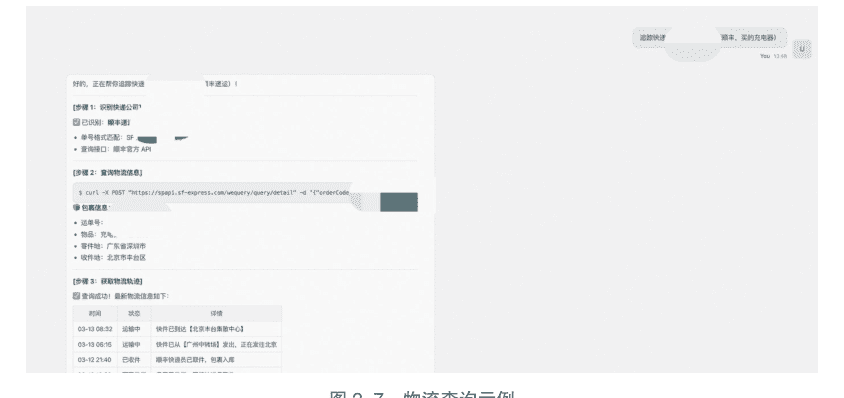 追踪快递 顺丰、买的充电器）
You 13:46
U
好的，正在帮你追踪快递 丰速运）！
[步骤 1：识别快递公司]
已识别：顺丰速
• 单号格式匹配：SF
• 查询接口：顺丰官方 API
[步骤 2：查询物流信息]
$ curl -X POST "https://spapi.sf-express.com/wequery/query/detail" -d '{"orderCode
包裹信息：
• 运单号：
• 物品：充
• 寄件地：广东省深圳市
• 收件地：北京市丰台区
[步骤 3：获取物流轨迹]
查询成功！最新物流信息如下：
时间 状态 详情
03-13 08:32 运输中 快件已到达【北京丰台集散中心】
03-13 06:15 运输中 快件已从【广州中转场】发出，正在发往北京
03-12 21:40 已收件 顺丰快递员已取件，包裹入库
图 2-7 物流查询示例